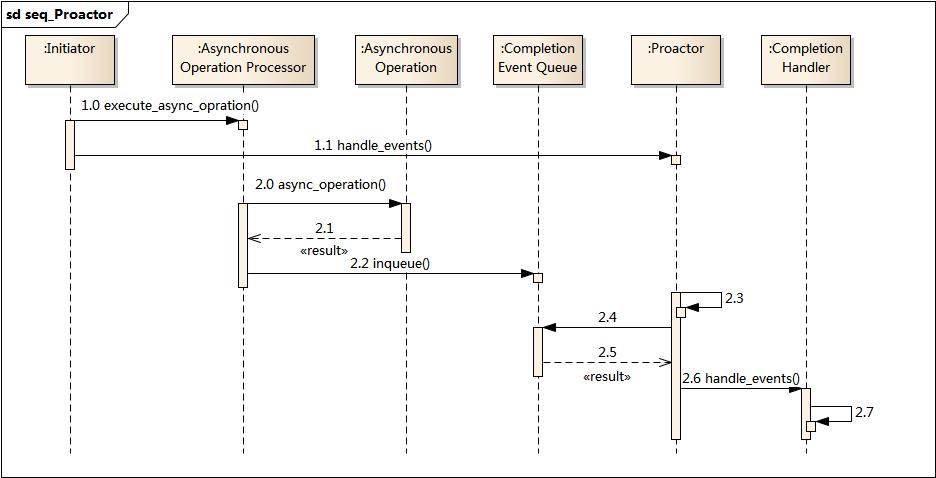 sd seq_Proactor
:Initiator
:Asynchronous
Operation Processor
:Asynchronous
Operation
:Completion
Event Queue
:Proactor
:Completion
Handler
1.0 execute_async_opration()
1.1 handle_events()
2.0 async_operation()
2.1
«result»
2.2 inqueue()
2.3
2.4
2.5
«result»
2.6 handle_events()
2.7